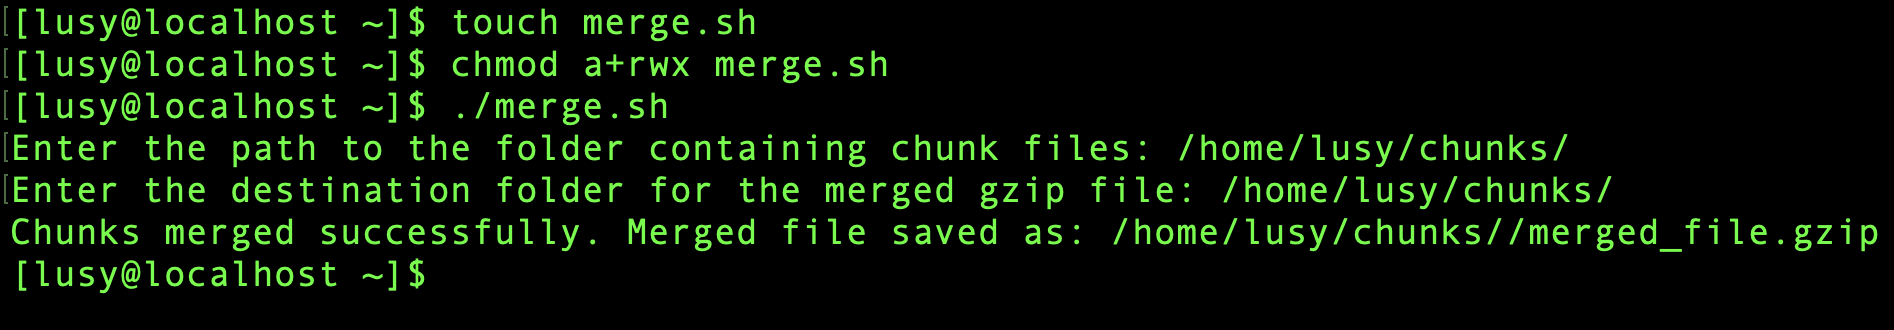 [lusy@localhost ~]$ touch merge.sh
[lusy@localhost ~]$ chmod a+rwx merge.sh
[lusy@localhost ~]$ ./merge.sh
Enter the path to the folder containing chunk files: /home/lusy/chunks/
Enter the destination folder for the merged gzip file: /home/lusy/chunks/
Chunks merged successfully. Merged file saved as: /home/lusy/chunks//merged_file.gzip
[lusy@localhost ~]$